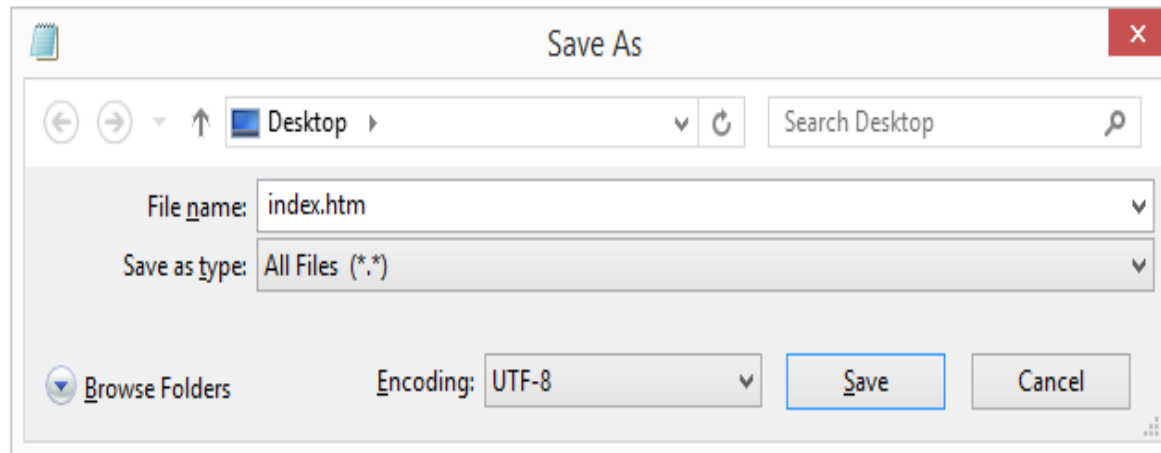 Save As
x
Desktop
Search Desktop
File name: index.htm
Save as type: All Files (*.*)
Browse Folders
Encoding: UTF-8
Save
Cancel